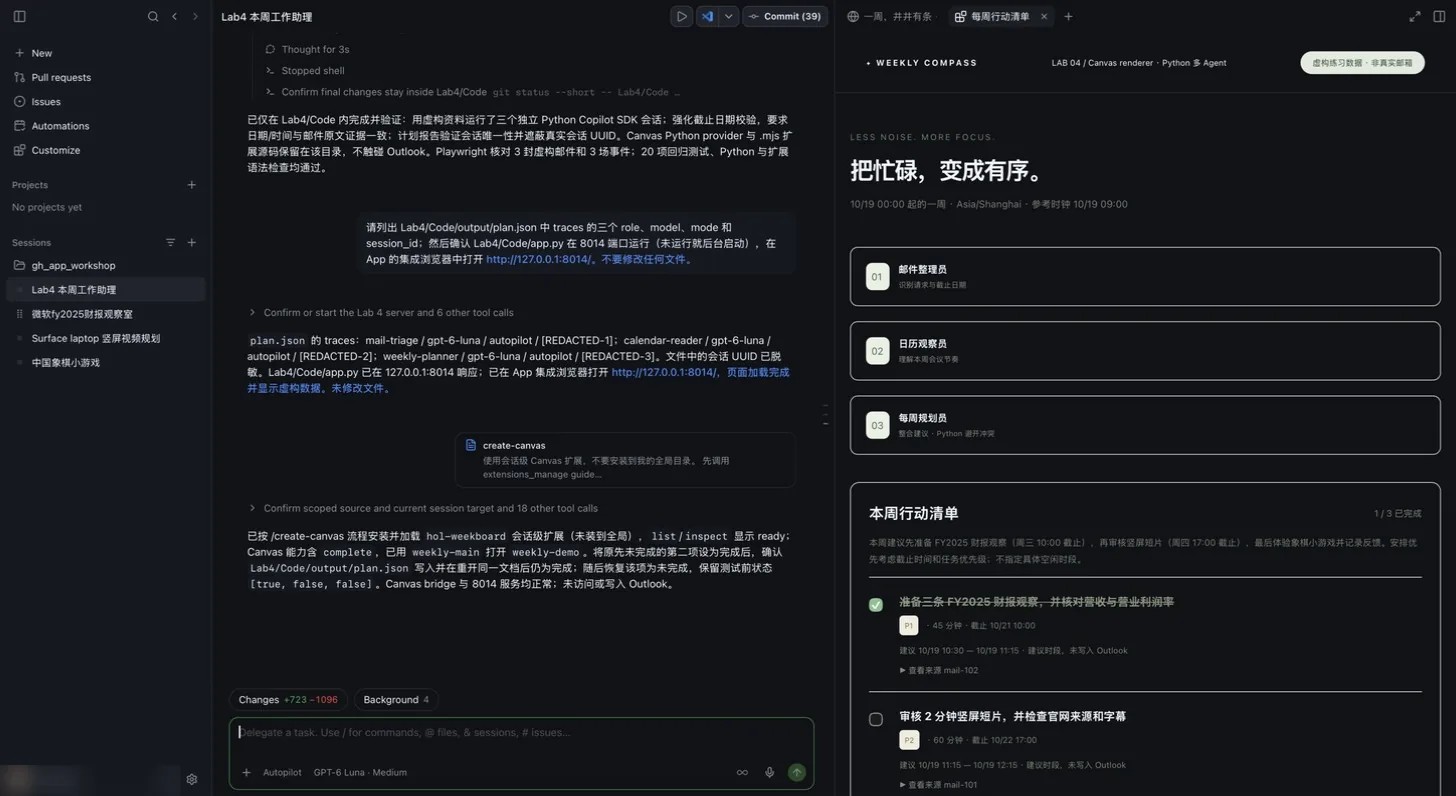 Lab4 本周工作助理
Commit (39)
一周，井井有条 ·
每周行动清单
New
Pull requests
Issues
Automations
Customize
Projects
No projects yet
Sessions
gh_app_workshop
Lab4 本周工作助理
微软fy2025财报观察室
Surface laptop 竖屏视频规划
中国象棋小游戏
Thought for 3s
Stopped shell
Confirm final changes stay inside Lab4/Code git status --short -- Lab4/Code …
已仅在 Lab4/Code 内完成并验证：用虚构资料运行了三个独立 Python Copilot SDK 会话；强化截止日期校验，要求
日期/时间与邮件原文证据一致；计划报告验证会话唯一性并遮蔽真实会话 UUID。Canvas Python provider 与 .mjs 扩
展源码保留在该目录，不触碰 Outlook。Playwright 核对 3 封虚构邮件和 3 场事件；20 项回归测试、Python 与扩展
语法检查均通过。
请列出 Lab4/Code/output/plan.json 中 traces 的三个 role、model、mode 和
session_id；然后确认 Lab4/Code/app.py 在 8014 端口运行（未运行就后台启动），在
App 的集成浏览器中打开 http://127.0.0.1:8014/。不要修改任何文件。
Confirm or start the Lab 4 server and 6 other tool calls
plan.json 的 traces：mail-triage / gpt-6-luna / autopilot / [REDACTED-1]；calendar-reader / gpt-6-luna /
autopilot / [REDACTED-2]；weekly-planner / gpt-6-luna / autopilot / [REDACTED-3]。文件中的会话 UUID 已脱
敏。Lab4/Code/app.py 已在 127.0.0.1:8014 响应；已在 App 集成浏览器打开 http://127.0.0.1:8014/，页面加载完成
并显示虚构数据。未修改文件。
create-canvas
使用会话级 Canvas 扩展，不要安装到我的全局目录。 先调用
extensions_manage guide...
Confirm scoped source and current session target and 18 other tool calls
已按 /create-canvas 流程安装并加载 hol-weekboard 会话级扩展（未装到全局），list/inspect 显示 ready；
Canvas 能力含 complete，已用 weekly-main 打开 weekly-demo。将原先未完成的第二项设为完成后，确认
Lab4/Code/output/plan.json 写入并在重开同一文档后仍为完成；随后恢复该项为未完成，保留测试前状态
[true, false, false]。Canvas bridge 与 8014 服务均正常；未访问或写入 Outlook。
Changes +723 -1096
Background 4
Delegate a task. Use / for commands, @ files, & sessions, # issues...
Autopilot
GPT-6 Luna · Medium
WEEKLY COMPASS
LAB 04 / Canvas renderer · Python 多 Agent
虚构练习数据 · 非真实邮箱
LESS NOISE. MORE FOCUS.
把忙碌，变成有序。
10/19 00:00 起的一周 · Asia/Shanghai · 参考时钟 10/19 09:00
01
邮件整理员
识别请求与截止日期
02
日历观察员
理解本周会议节奏
03
每周规划员
整合建议 · Python 避开冲突
本周行动清单
1 / 3 已完成
本周建议先准备 FY2025 财报观察（周三 10:00 截止），再审核竖屏短片（周四 17:00 截止），最后体验象棋小游戏并记录反馈。安排优
先考虑截止时间和任务优先级；不指定具体空闲时段。
准备三条 FY2025 财报观察，并核对营收与营业利润率
P1 · 45 分钟 · 截止 10/21 10:00
建议 10/19 10:30 — 10/19 11:15 · 建议时段，未写入 Outlook
查看来源 mail-102
审核 2 分钟竖屏短片，并检查官网来源和字幕
P2 · 60 分钟 · 截止 10/22 17:00
建议 10/19 11:15 — 10/19 12:15 · 建议时段，未写入 Outlook
查看来源 mail-101